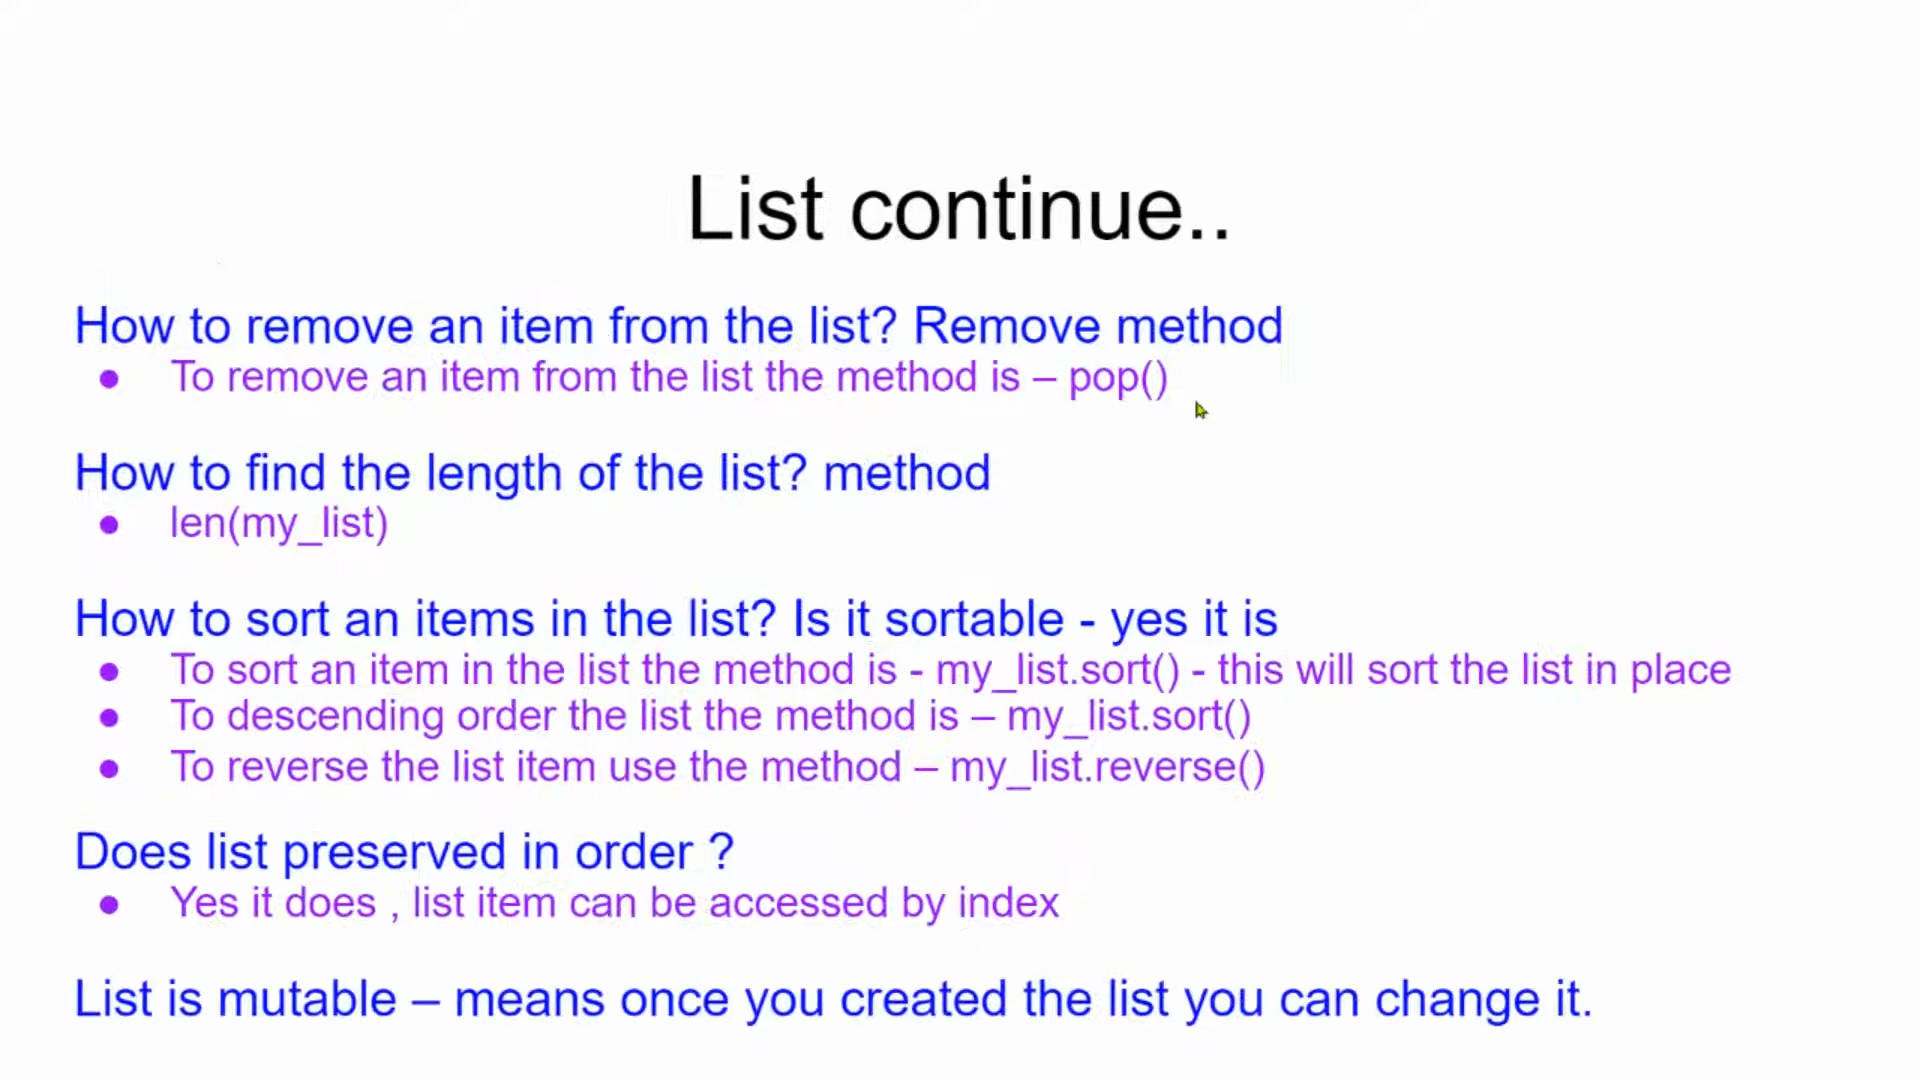 List continue..
How to remove an item from the list? Remove method
● To remove an item from the list the method is – pop()
How to find the length of the list? method
● len(my_list)
How to sort an items in the list? Is it sortable - yes it is
● To sort an item in the list the method is - my_list.sort() - this will sort the list in place
● To descending order the list the method is – my_list.sort()
● To reverse the list item use the method – my_list.reverse()
Does list preserved in order ?
● Yes it does , list item can be accessed by index
List is mutable – means once you created the list you can change it.